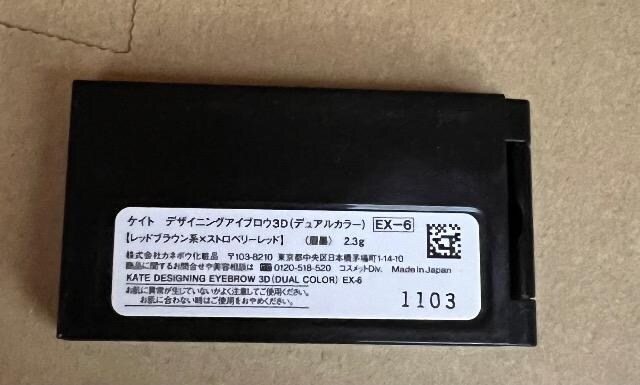 ケイト デザイニングアイブロウ3D(デュアルカラー) EX-6
【レッドブラウン系×ストロベリーレッド】 〈眉墨〉 2.3g
株式会社カネボウ化粧品 〒103-8210 東京都中央区日本橋茅場町1-14-10
商品に関するお問合せや美容相談は ☎ 0120-518-520 コスメットDiv. Made in Japan
KATE DESIGNING EYEBROW 3D (DUAL COLOR) EX-6
お肌に異常が生じていないかよく注意してご使用ください。
お肌に合わない時はご使用をおやめください。
1103